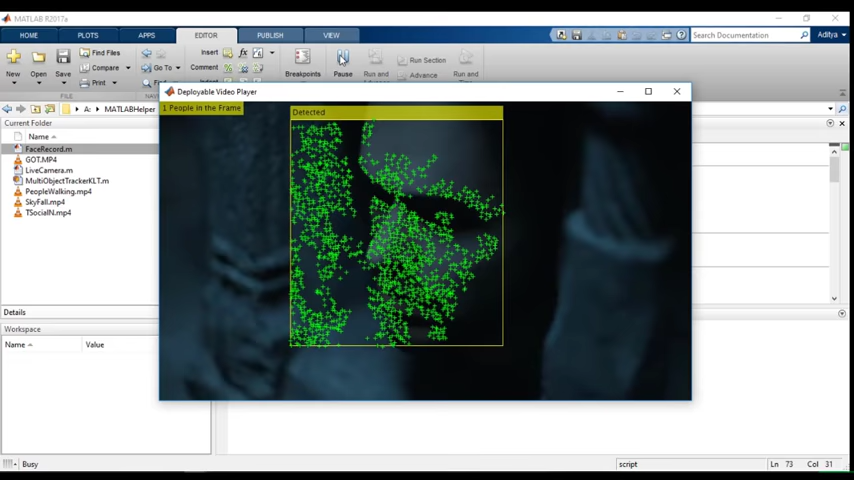 MATLAB R2017a
HOME PLOTS APPS EDITOR PUBLISH VIEW
Search Documentation
Aditya
New
Open
Save
Find Files
Compare
Print
Go To
Insert
Comment
Breakpoints
Pause
Run and
Run Section
Advance
Run and
A: MATLABHelper
Current Folder
Name
FaceRecord.m
GOT.MP4
LiveCamera.m
MultiObjectTrackerKLT.m
PeopleWalking.mp4
SkyFall.mp4
TSocialN.mp4
Details
Workspace
Name Value
Deployable Video Player
1 People in the Frame
Detected
Busy
script
Ln 73 Col 31